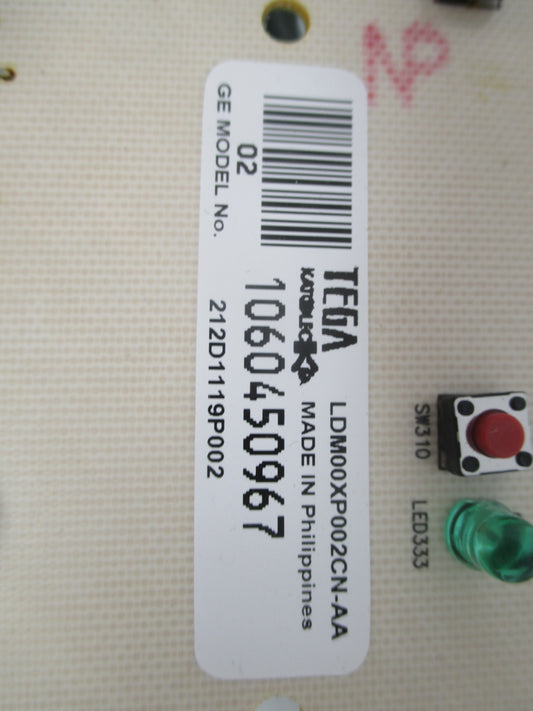 TEGA LDM00XP002CN-AA
MADE IN Philippines
1060450967
02
GE MODEL No. 212D1119P002
SW310
LED333